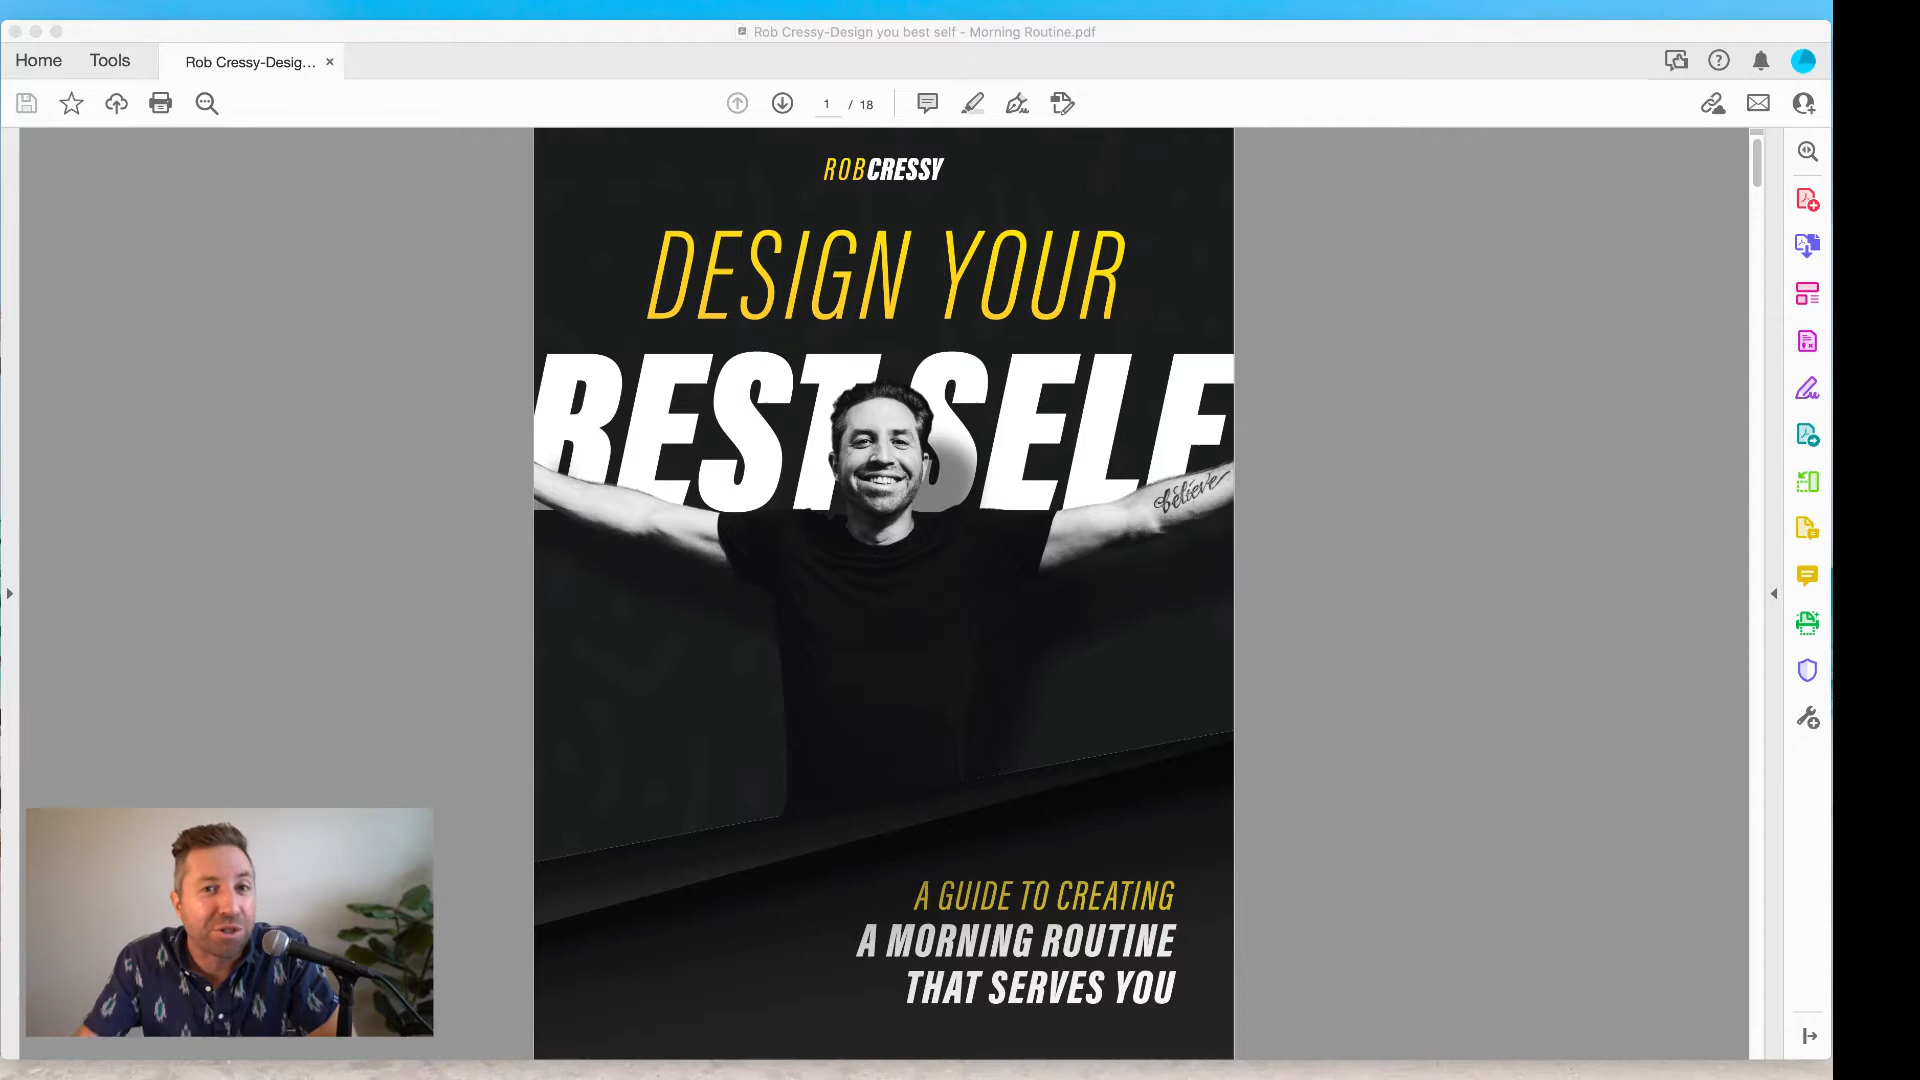 Rob Cressy-Design you best self - Morning Routine.pdf
Home Tools Rob Cressy-Desig... ×
1 / 18
ROBCRESSY
DESIGN YOUR
BEST SELF
believe
A GUIDE TO CREATING
A MORNING ROUTINE
THAT SERVES YOU